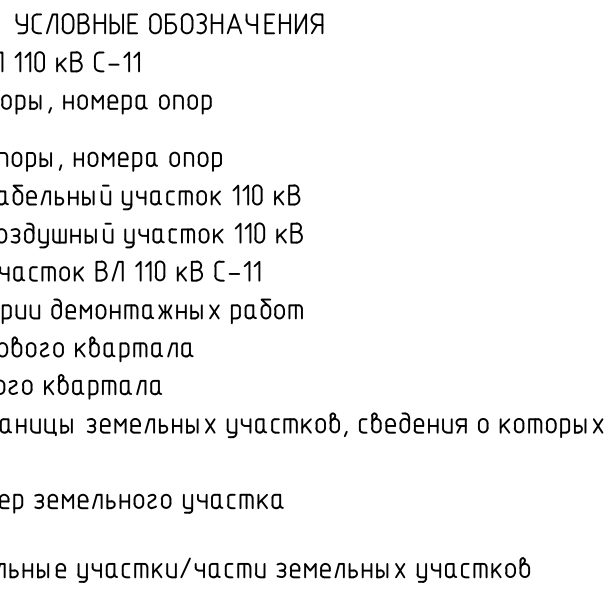 УСЛОВНЫЕ ОБОЗНАЧЕНИЯ
110 кВ С-11
оры, номера опор
поры, номера опор
абельный участок 110 кВ
оздушный участок 110 кВ
часток ВЛ 110 кВ С-11
рии демонтажных работ
ового квартала
ого квартала
аницы земельных участков, сведения о которых
ер земельного участка
льные участки/части земельных участков